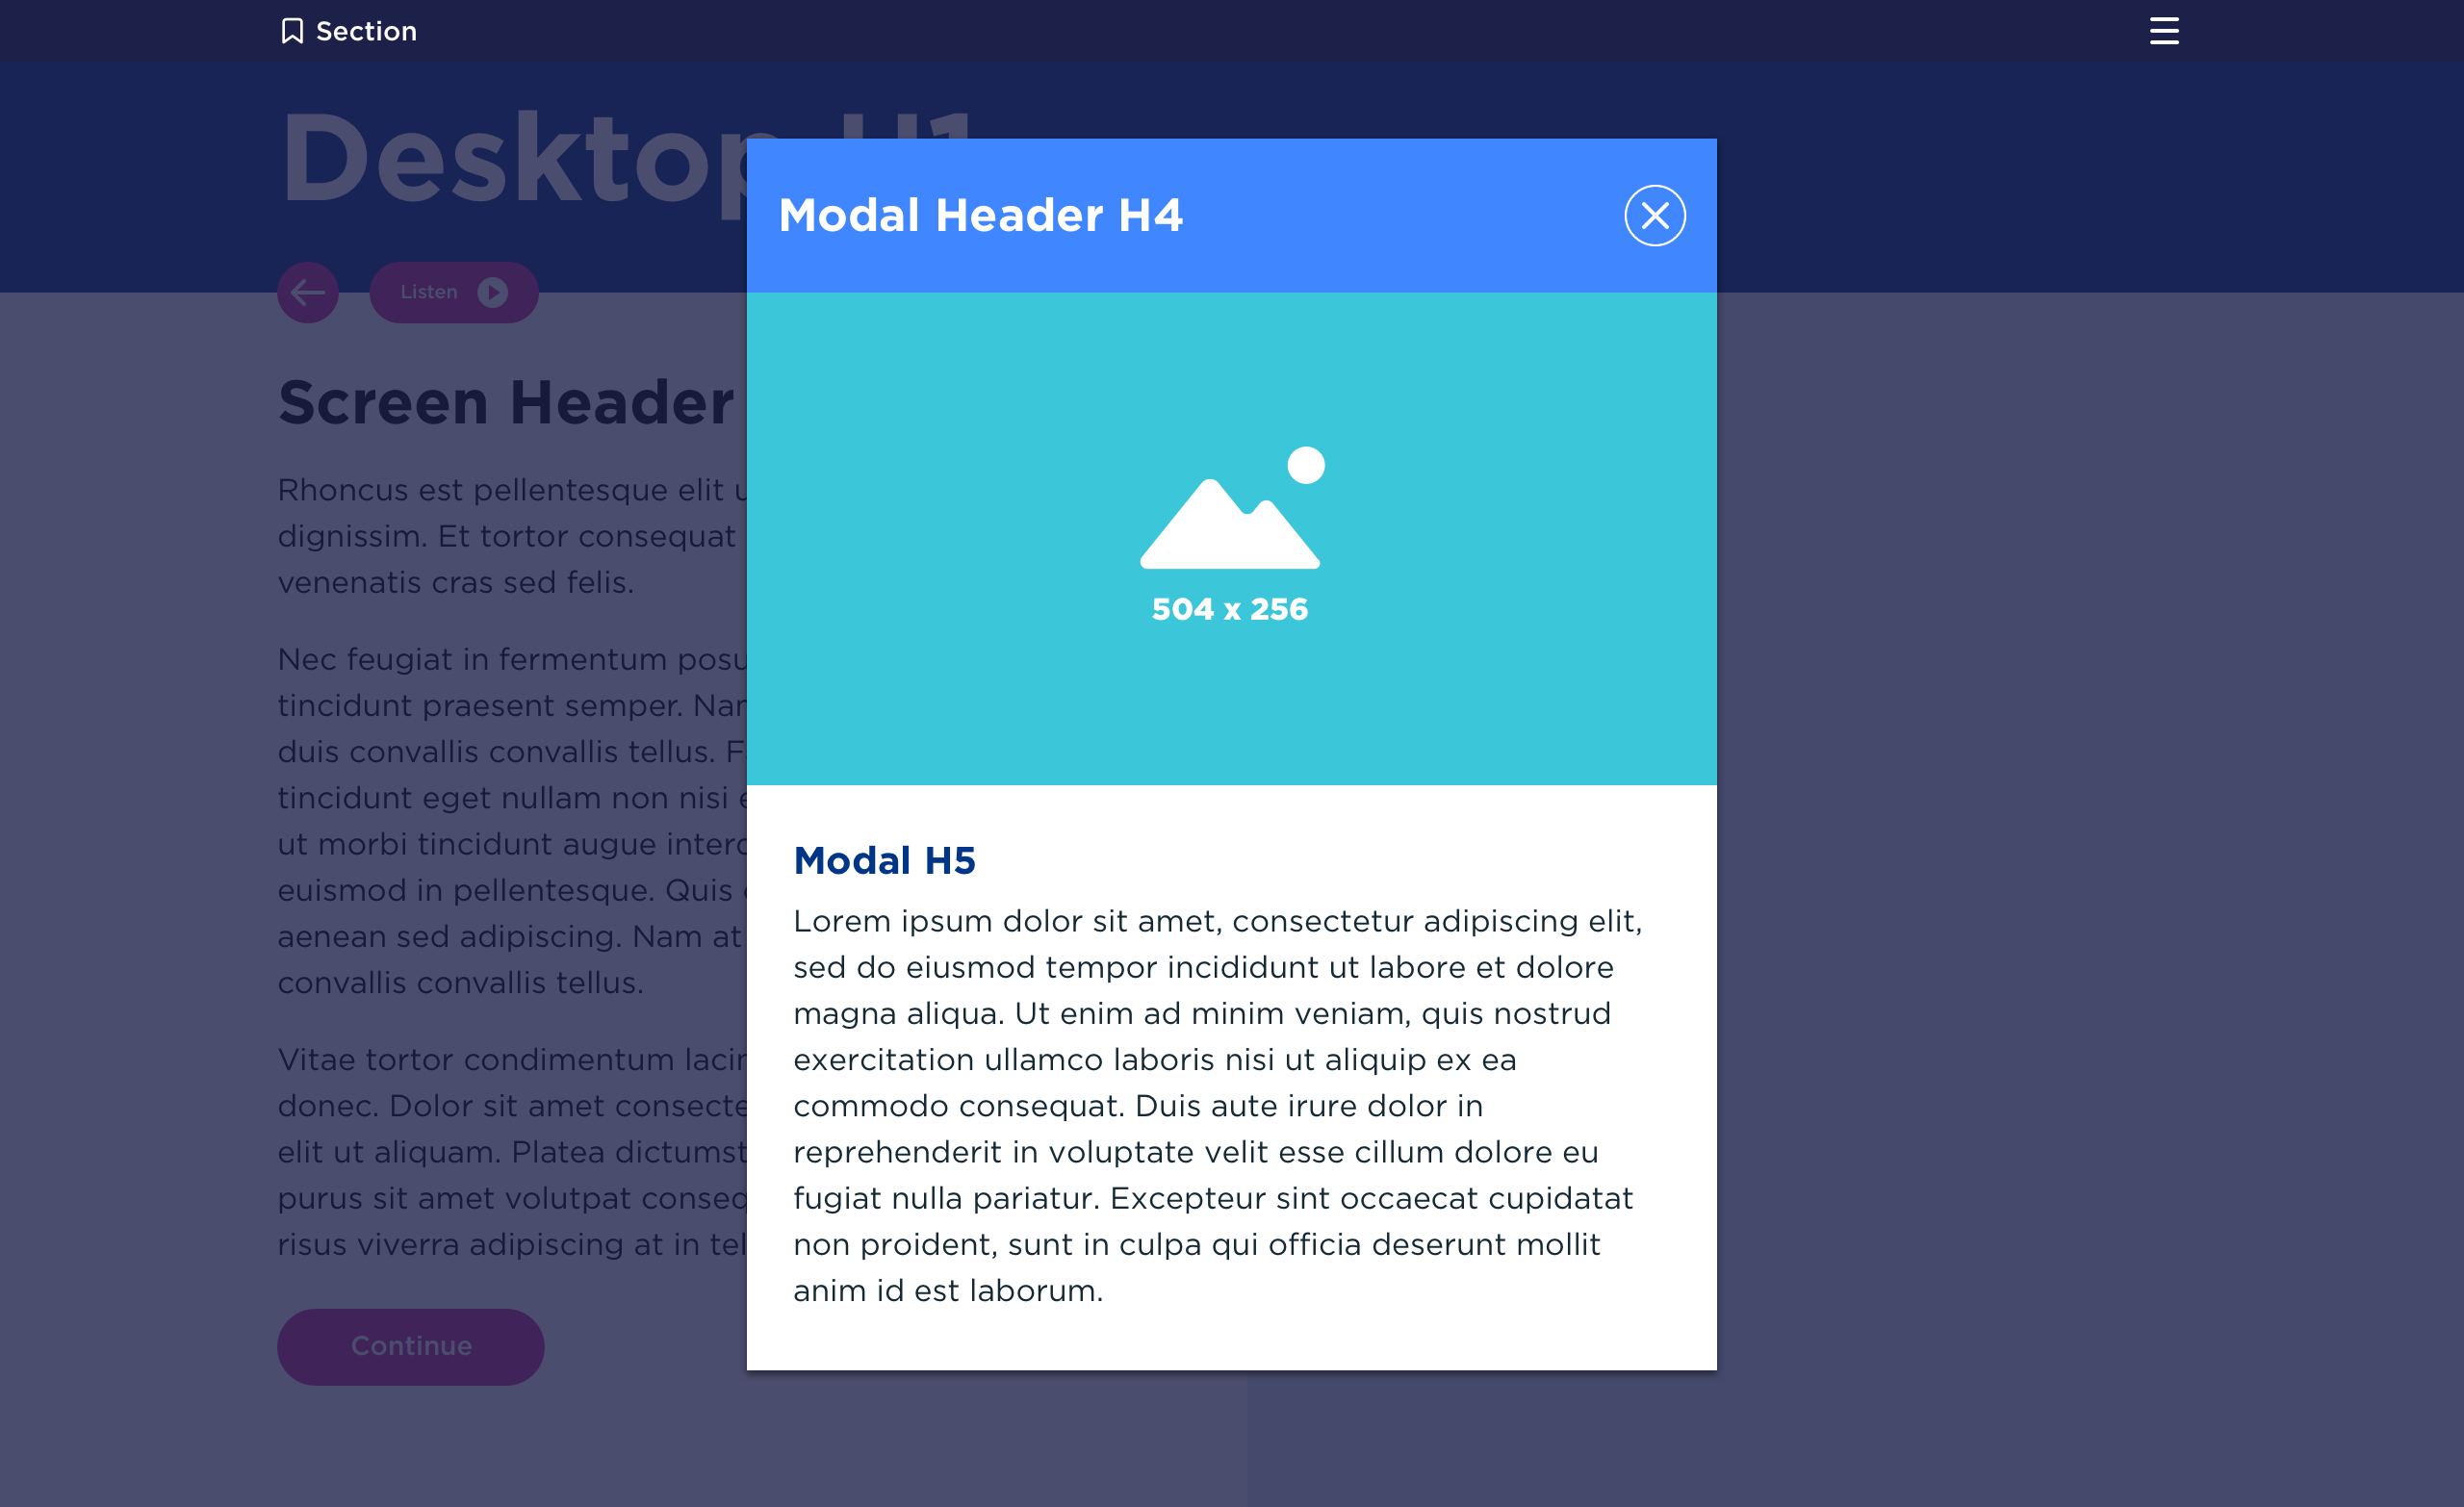 Section
Desktop H1
Listen
Screen Header
Rhoncus est pellentesque elit
dignissim. Et tortor consequat
venenatis cras sed felis.
Nec feugiat in fermentum
tincidunt praesent semper.
duis convallis convallis tellus.
tincidunt eget nullam non nisi
ut morbi tincidunt augue
euismod in pellentesque. Quis
aenean sed adipiscing. Nam at
convallis convallis tellus.
Vitae tortor condimentum
donec. Dolor sit amet
elit ut aliquam. Platea dictumst
purus sit amet volutpat
risus viverra adipiscing at in
Continue
Modal Header H4
504 x 256
Modal H5
Lorem ipsum dolor sit amet, consectetur adipiscing elit,
sed do eiusmod tempor incididunt ut labore et dolore
magna aliqua. Ut enim ad minim veniam, quis nostrud
exercitation ullamco laboris nisi ut aliquip ex ea
commodo consequat. Duis aute irure dolor in
reprehenderit in voluptate velit esse cillum dolore eu
fugiat nulla pariatur. Excepteur sint occaecat cupidatat
non proident, sunt in culpa qui officia deserunt mollit
anim id est laborum.